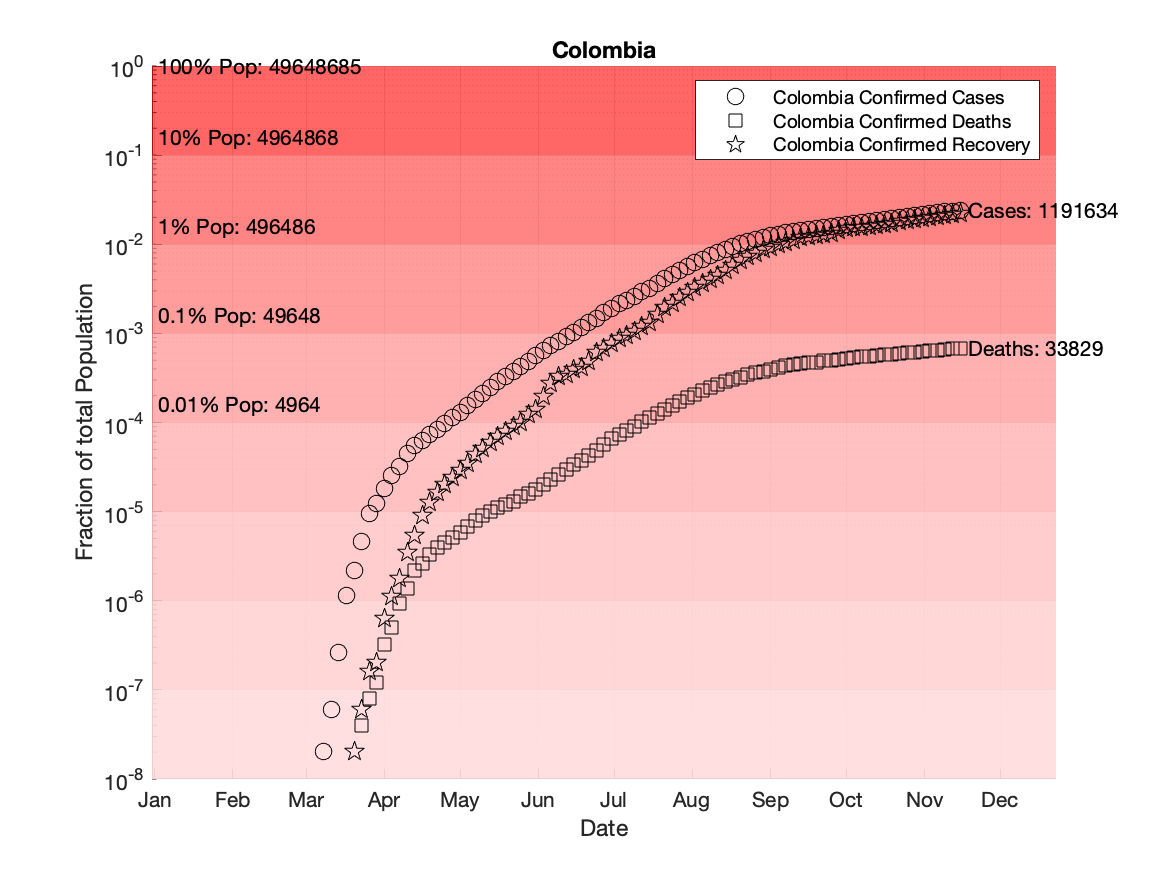 Colombia
10^0
100% Pop: 49648685
Colombia Confirmed Cases
Colombia Confirmed Deaths
Colombia Confirmed Recovery
10% Pop: 4964868
10^-1
1% Pop: 496486
Cases: 1191634
10^-2
0.1% Pop: 49648
10^-3
Deaths: 33829
0.01% Pop: 4964
10^-4
10^-5
10^-6
10^-7
10^-8
Fraction of total Population
Jan Feb Mar Apr May Jun Jul Aug Sep Oct Nov Dec
Date